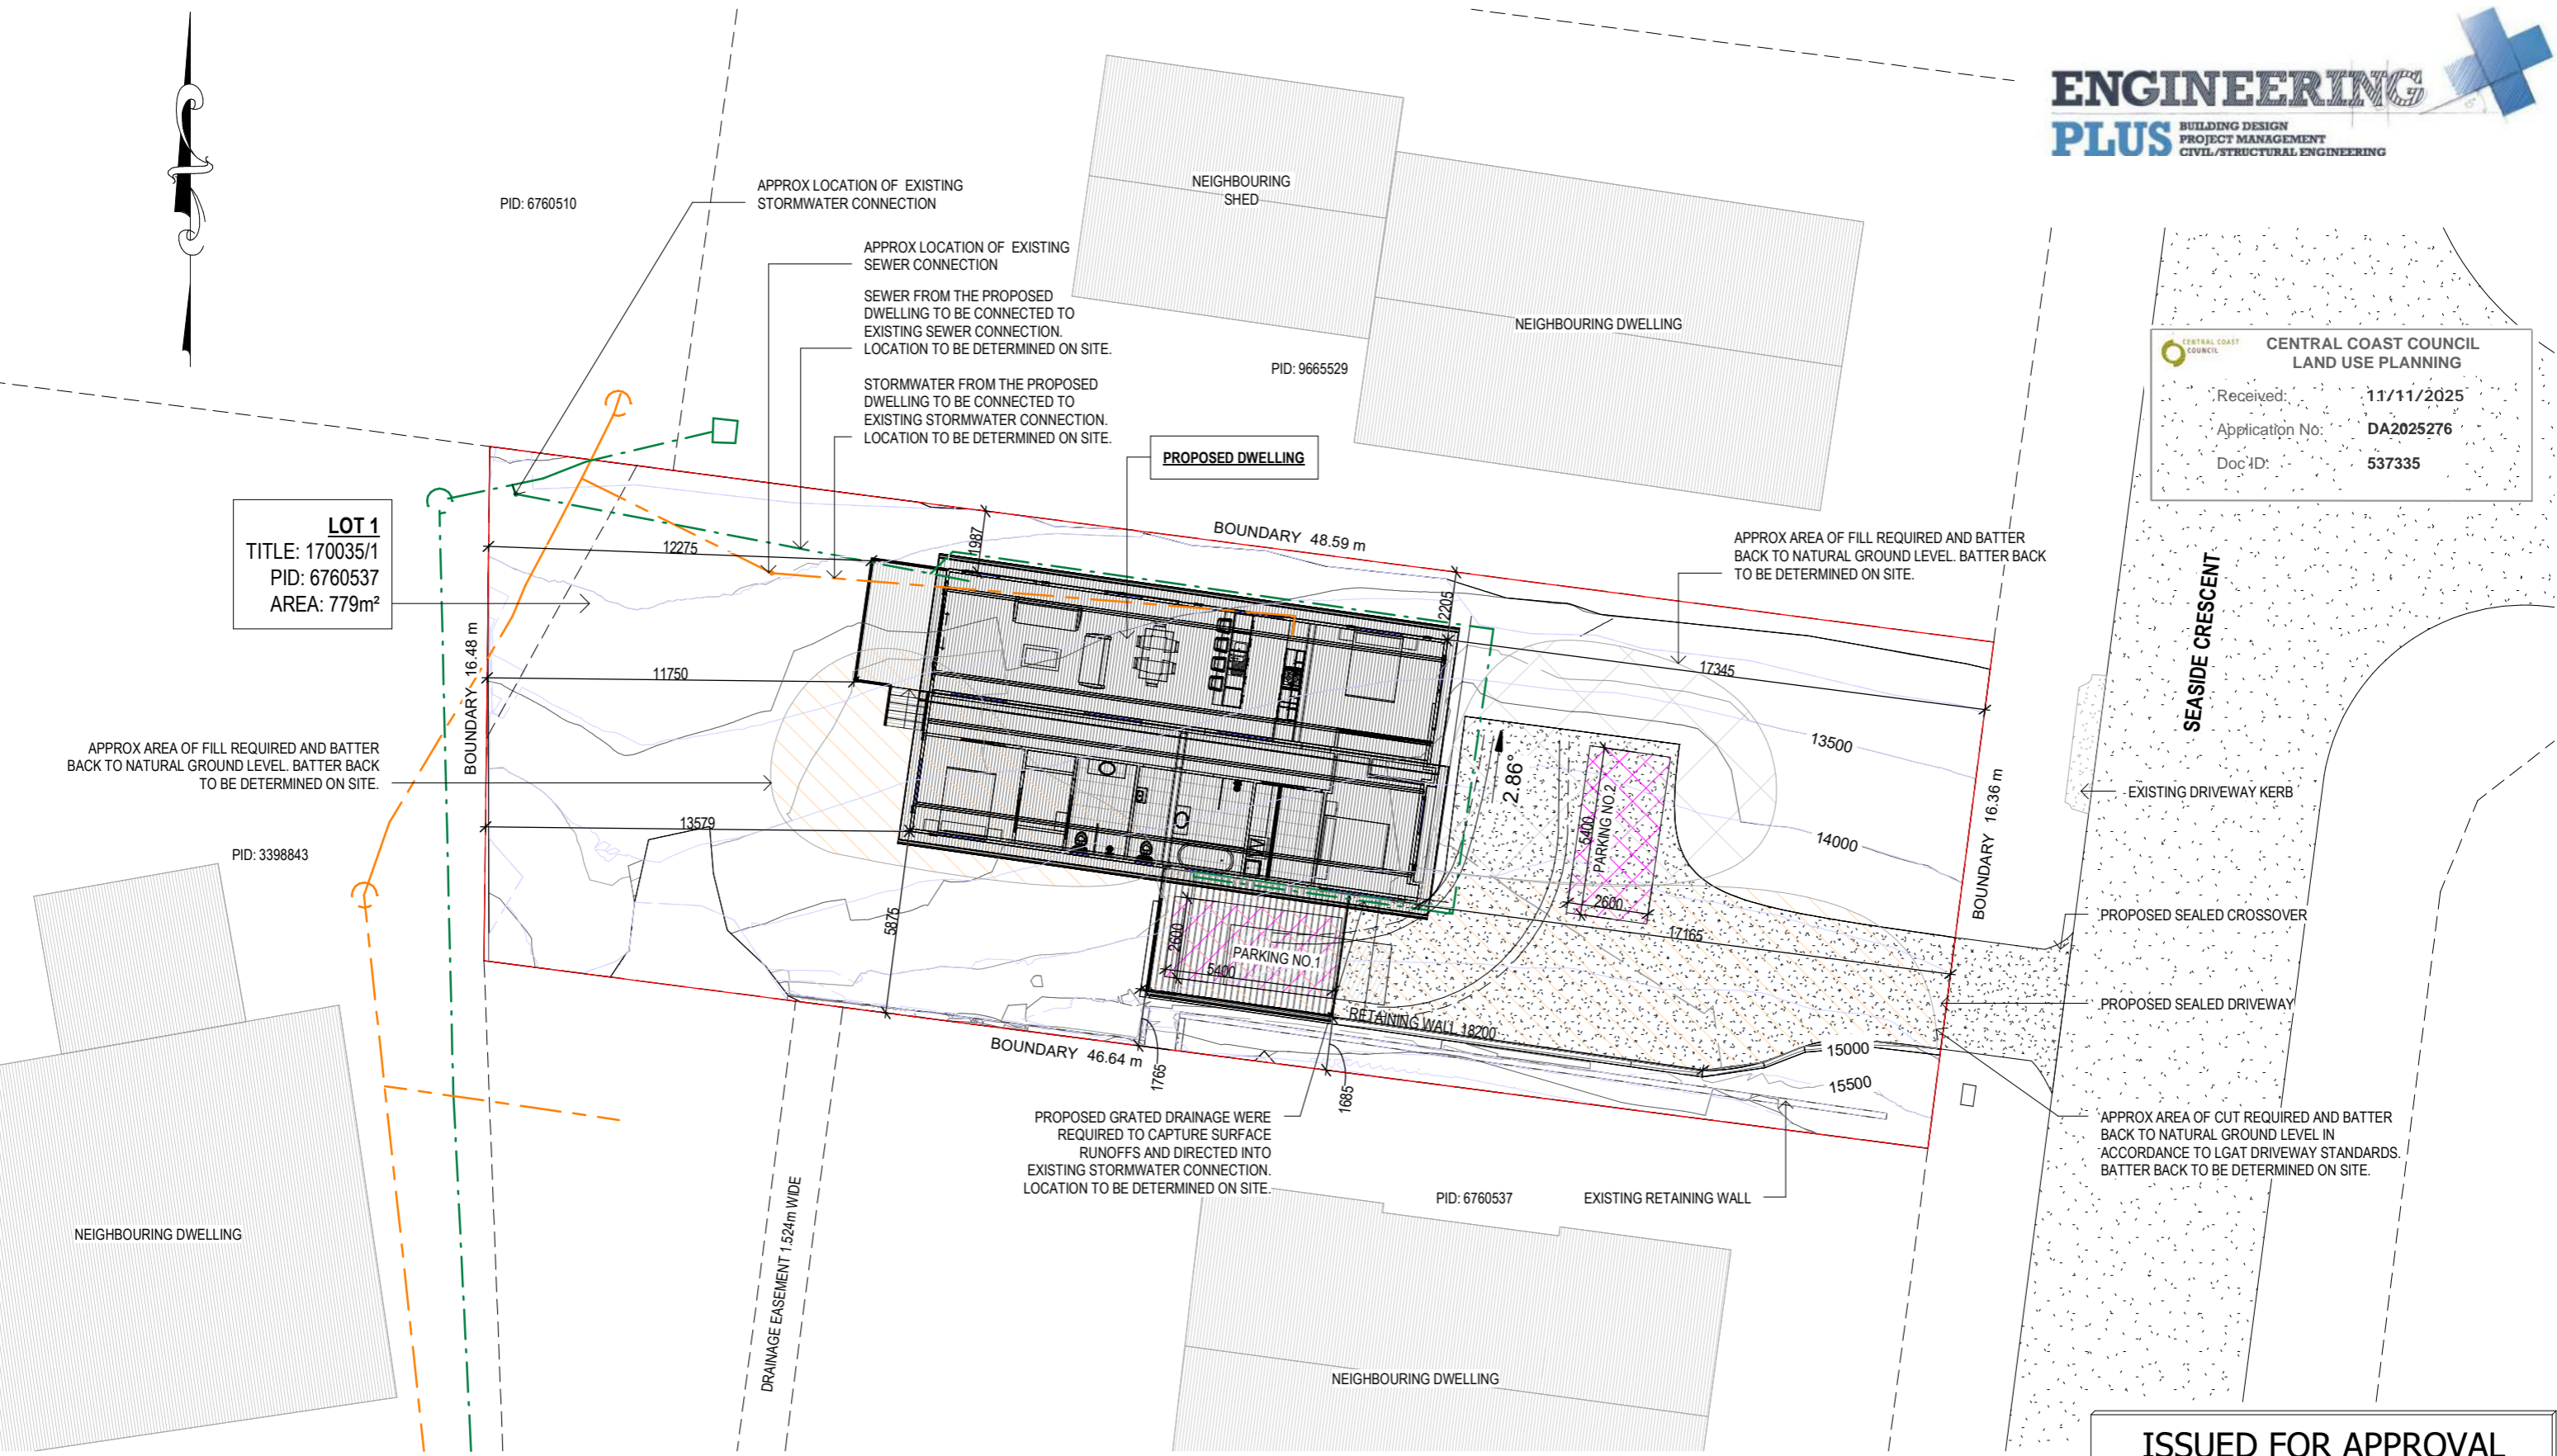 ENGINEERING
PLUS
BUILDING DESIGN
PROJECT MANAGEMENT
CIVIL/STRUCTURAL ENGINEERING
PID: 6760510
APPROX LOCATION OF EXISTING
STORMWATER CONNECTION
NEIGHBOURING
SHED
APPROX LOCATION OF EXISTING
SEWER CONNECTION
SEWER FROM THE PROPOSED
DWELLING TO BE CONNECTED TO
EXISTING SEWER CONNECTION.
LOCATION TO BE DETERMINED ON SITE.
NEIGHBOURING DWELLING
PID: 9665529
STORMWATER FROM THE PROPOSED
DWELLING TO BE CONNECTED TO
EXISTING STORMWATER CONNECTION.
LOCATION TO BE DETERMINED ON SITE.
PROPOSED DWELLING
CENTRAL COAST
COUNCIL
CENTRAL COAST COUNCIL
LAND USE PLANNING
Received: 11/11/2025
Application No: DA2025276
Doc ID: 537335
LOT 1
TITLE: 170035/1
PID: 6760537
AREA: 779m²
BOUNDARY 48.59 m
1987
12275
2205
APPROX AREA OF FILL REQUIRED AND BATTER
BACK TO NATURAL GROUND LEVEL. BATTER BACK
TO BE DETERMINED ON SITE.
SEASIDE CRESCENT
BOUNDARY 16.48 m
11750
17345
13500
2.86°
APPROX AREA OF FILL REQUIRED AND BATTER
BACK TO NATURAL GROUND LEVEL. BATTER BACK
TO BE DETERMINED ON SITE.
EXISTING DRIVEWAY KERB
BOUNDARY 16.36 m
13579
5400
PARKING NO.2
2600
14000
PID: 3398843
5875
2600
PARKING NO.1
5400
17165
PROPOSED SEALED CROSSOVER
PROPOSED SEALED DRIVEWAY
RETAINING WALL 18200
BOUNDARY 46.64 m
1765
1685
15000
15500
PROPOSED GRATED DRAINAGE WERE
REQUIRED TO CAPTURE SURFACE
RUNOFFS AND DIRECTED INTO
EXISTING STORMWATER CONNECTION.
LOCATION TO BE DETERMINED ON SITE.
APPROX AREA OF CUT REQUIRED AND BATTER
BACK TO NATURAL GROUND LEVEL IN
ACCORDANCE TO LGAT DRIVEWAY STANDARDS.
BATTER BACK TO BE DETERMINED ON SITE.
PID: 6760537
EXISTING RETAINING WALL
NEIGHBOURING DWELLING
DRAINAGE EASEMENT 1.524m WIDE
NEIGHBOURING DWELLING
ISSUED FOR APPROVAL